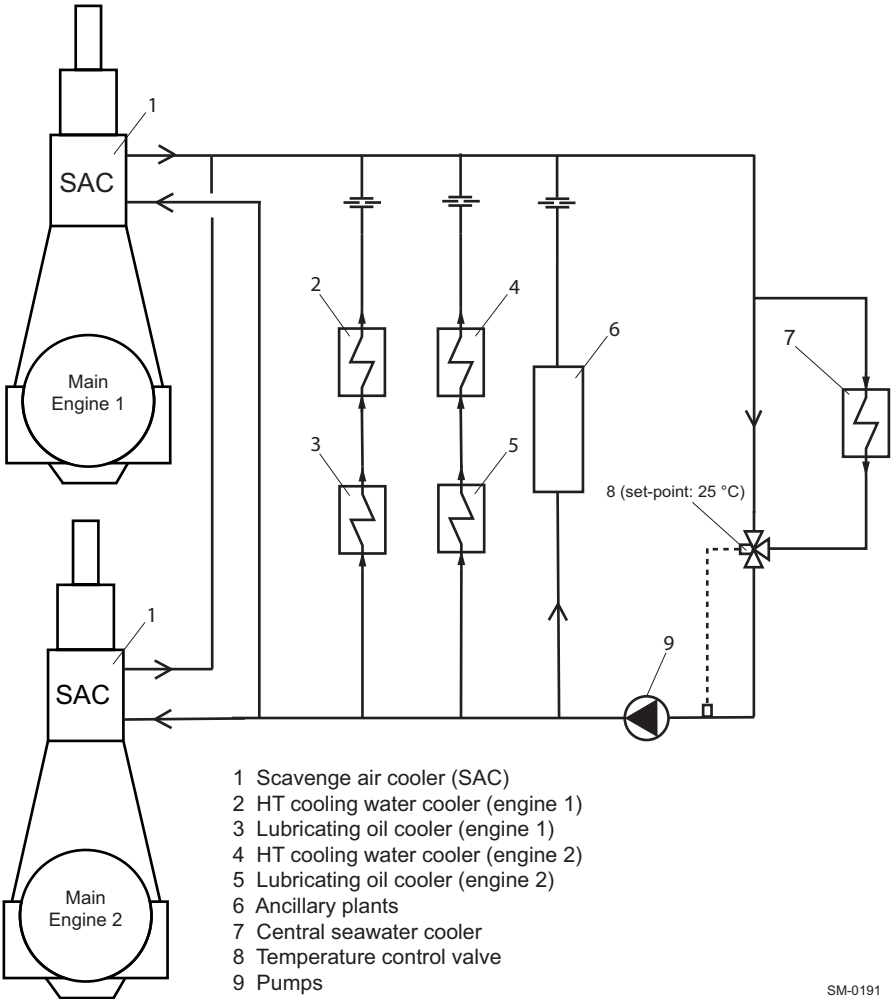 1
SAC
2
4
6
7
Main
Engine 1
3
5
8 (set-point: 25 °C)
1
9
SAC
1 Scavenge air cooler (SAC)
2 HT cooling water cooler (engine 1)
3 Lubricating oil cooler (engine 1)
4 HT cooling water cooler (engine 2)
5 Lubricating oil cooler (engine 2)
6 Ancillary plants
7 Central seawater cooler
8 Temperature control valve
9 Pumps
Main
Engine 2
SM-0191